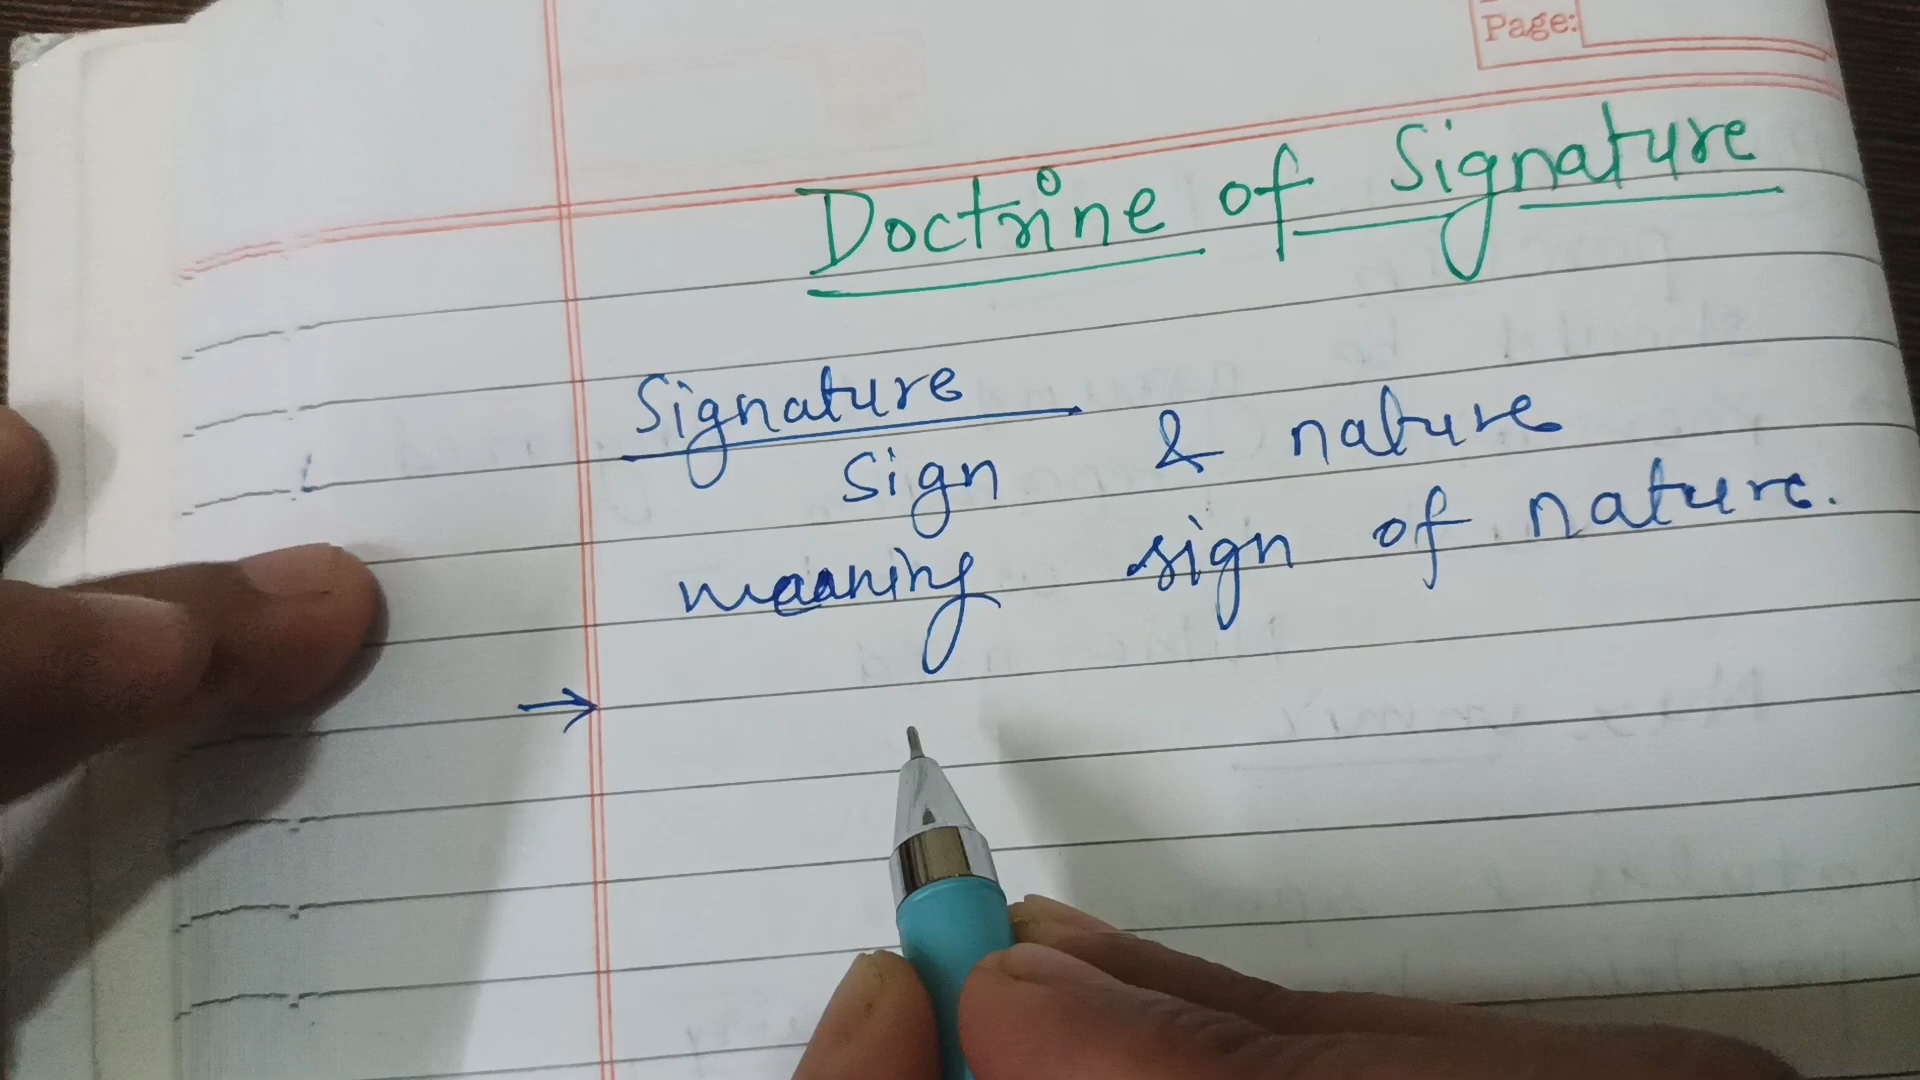 Page:
Doctrine of Signature
Signature
Sign & nature
meaning sign of nature.
→